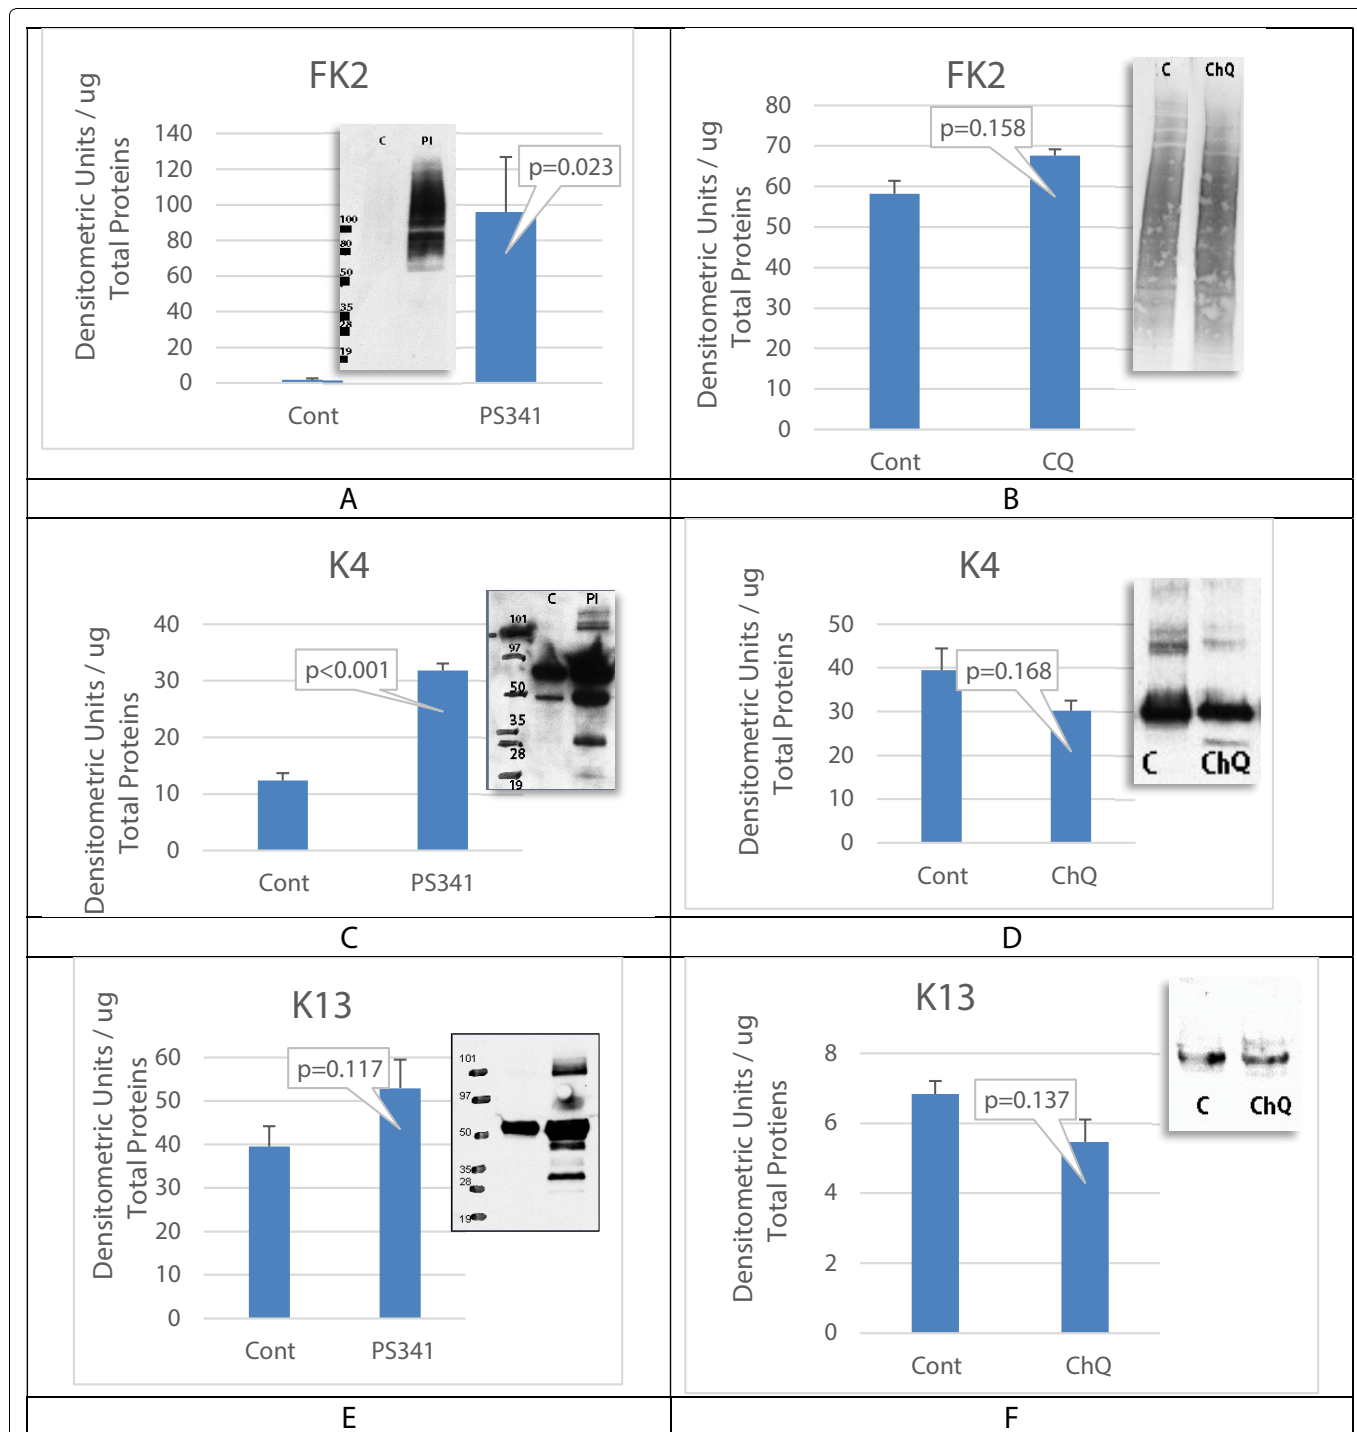 FK2
Densitometric Units / ug
Total Proteins
140
120
100
80
60
40
20
0
C PI
100
80
50
35
28
19
p=0.023
Cont PS341
A
FK2
Densitometric Units / ug
Total Proteins
80
70
60
50
40
30
20
10
0
p=0.158
C ChQ
Cont CQ
B
K4
Densitometric Units / ug
Total Proteins
40
30
20
10
0
p<0.001
C PI
101
97
50
35
28
19
Cont PS341
C
K4
Densitometric Units / ug
Total Proteins
50
40
30
20
10
0
p=0.168
C ChQ
Cont ChQ
D
K13
Densitometric Units / ug
Total Proteins
60
50
40
30
20
10
0
p=0.117
101
97
50
35
28
19
Cont PS341
E
K13
Densitometric Units / ug
Total Protiens
8
6
4
2
0
p=0.137
C ChQ
Cont ChQ
F